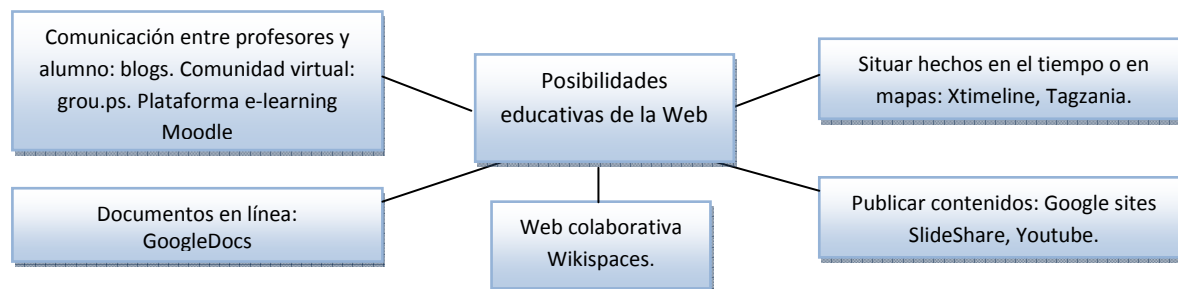 Comunicación entre profesores y
alumno: blogs. Comunidad virtual:
grou.ps. Plataforma e-learning
Moodle
Posibilidades
educativas de la Web
Situar hechos en el tiempo o en
mapas: Xtimeline, Tagzania.
Documentos en línea:
GoogleDocs
Web colaborativa
Wikispaces.
Publicar contenidos: Google sites
SlideShare, Youtube.